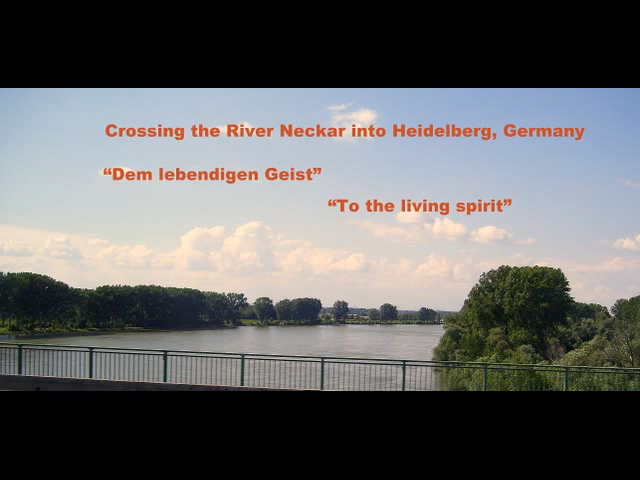 Crossing the River Neckar into Heidelberg, Germany
“Dem lebendigen Geist”
“To the living spirit”